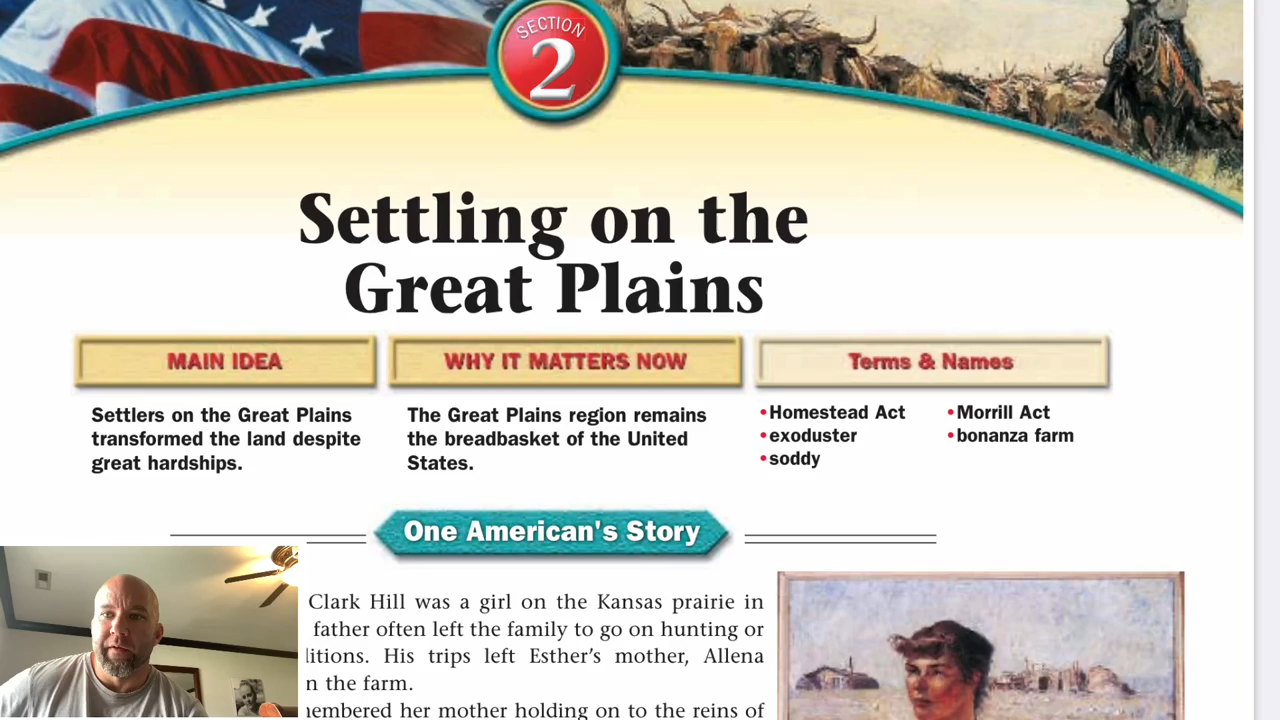 SECTION
2
Settling on the
Great Plains
MAIN IDEA
WHY IT MATTERS NOW
Terms & Names
Settlers on the Great Plains
transformed the land despite
great hardships.
The Great Plains region remains
the breadbasket of the United
States.
•Homestead Act
•exoduster
•soddy
•Morrill Act
•bonanza farm
One American's Story
Clark Hill was a girl on the Kansas prairie in
father often left the family to go on hunting or
His trips left Esther's mother, Allena
the farm.
her mother holding on to the reins of